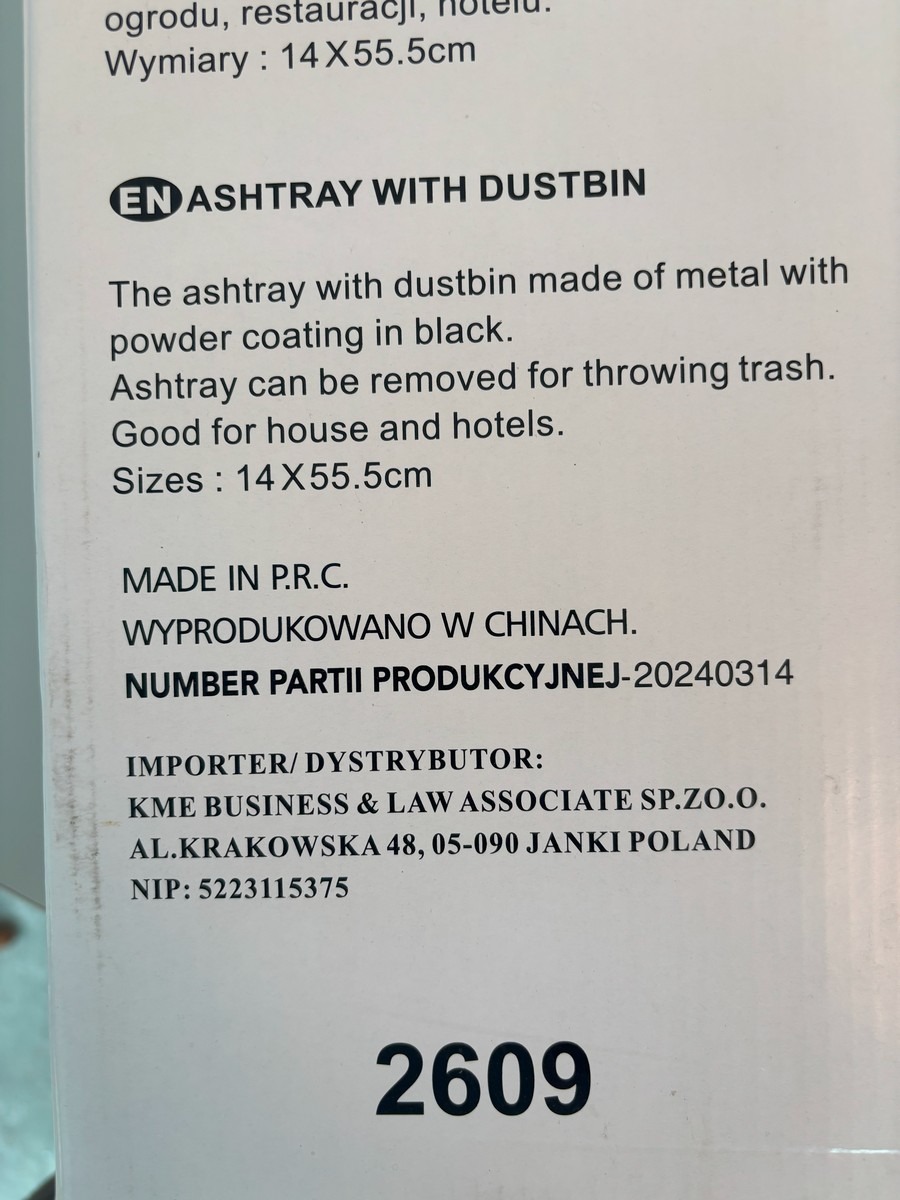 ogrodu, restauracji, hotelu.
Wymiary : 14X55.5cm
EN ASHTRAY WITH DUSTBIN
The ashtray with dustbin made of metal with
powder coating in black.
Ashtray can be removed for throwing trash.
Good for house and hotels.
Sizes : 14X55.5cm
MADE IN P.R.C.
WYPRODUKOWANO W CHINACH.
NUMBER PARTII PRODUKCYJNEJ-20240314
IMPORTER/ DYSTRYBUTOR:
KME BUSINESS & LAW ASSOCIATE SP.ZO.O.
AL.KRAKOWSKA 48, 05-090 JANKI POLAND
NIP: 5223115375
2609